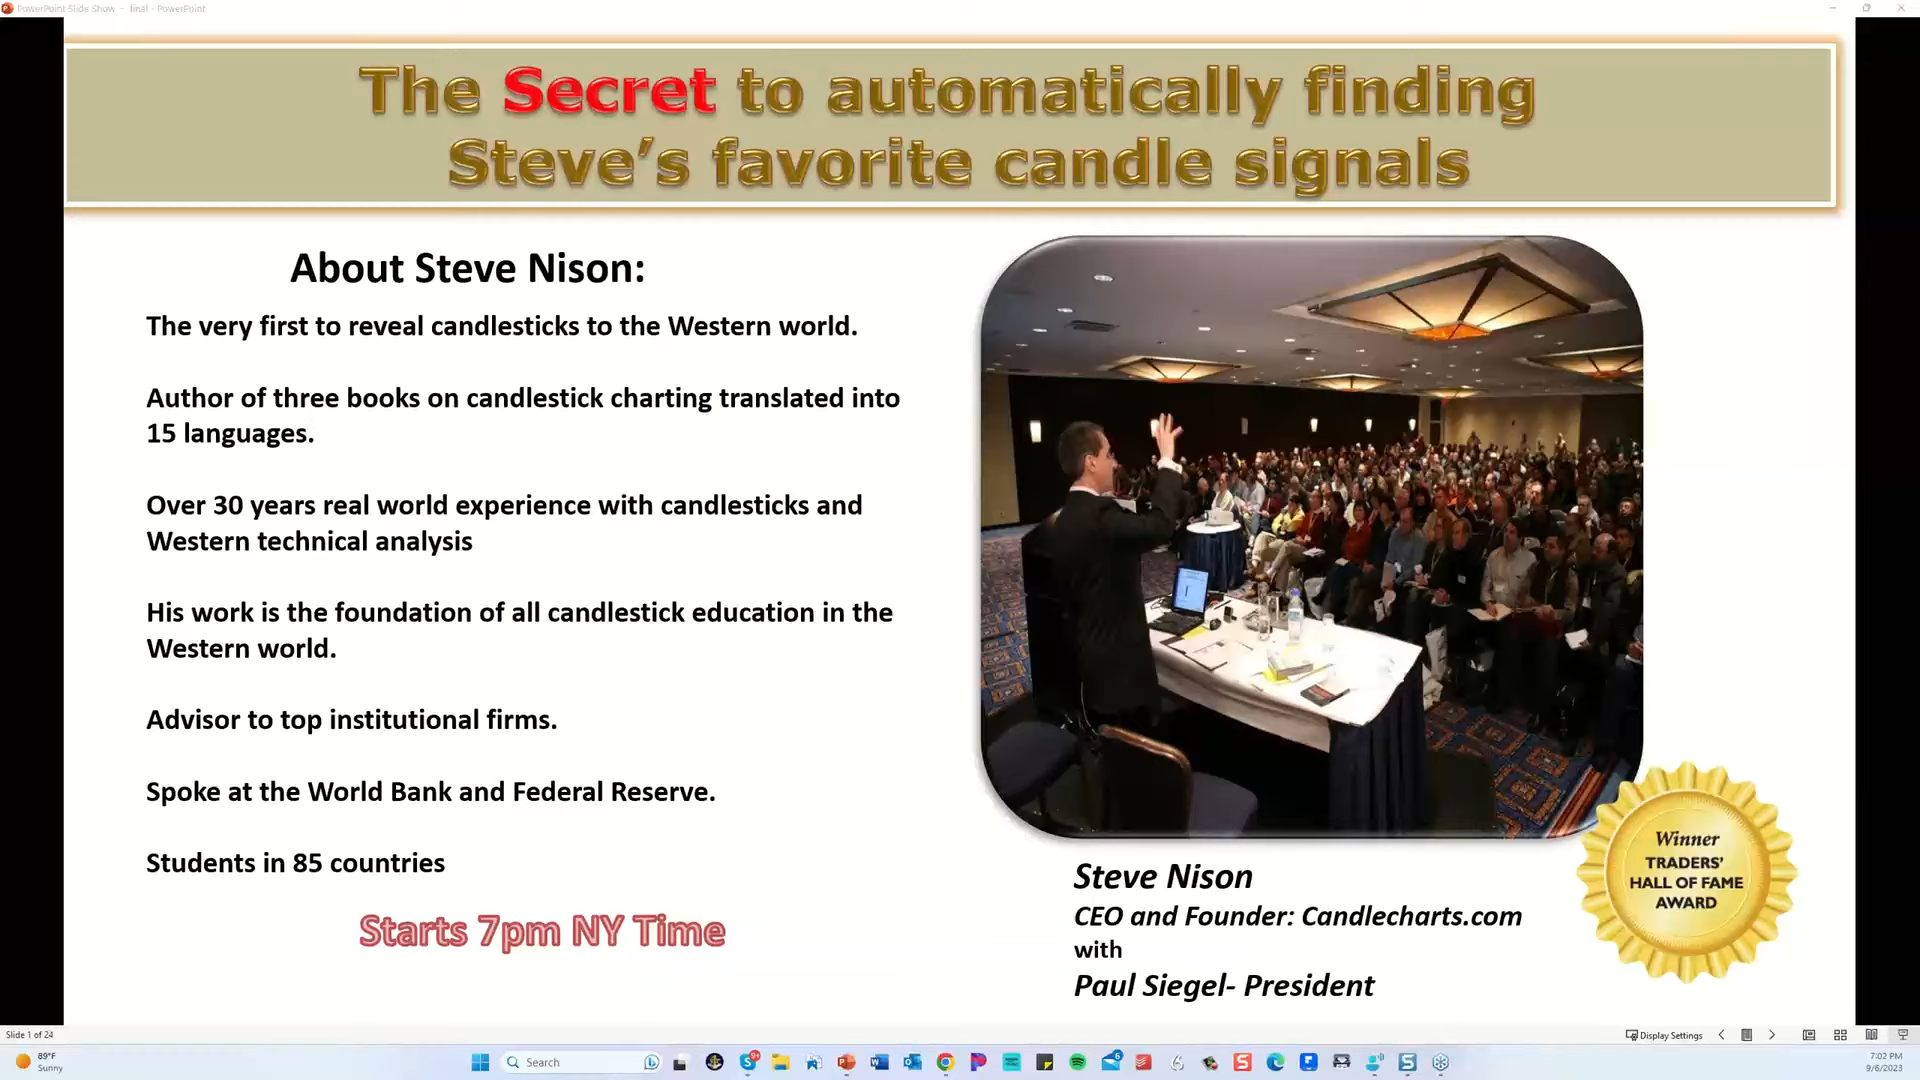 PowerPoint Slide Show - final - PowerPoint
The Secret to automatically finding
Steve's favorite candle signals
About Steve Nison:
The very first to reveal candlesticks to the Western world.
Author of three books on candlestick charting translated into
15 languages.
Over 30 years real world experience with candlesticks and
Western technical analysis
His work is the foundation of all candlestick education in the
Western world.
Advisor to top institutional firms.
Spoke at the World Bank and Federal Reserve.
Students in 85 countries
Starts 7pm NY Time
Steve Nison
CEO and Founder: Candlecharts.com
with
Paul Siegel- President
Winner
TRADERS'
HALL OF FAME
AWARD
Slide 1 of 24
Display Settings
89°F
Sunny
Search
7:02 PM
9/6/2023